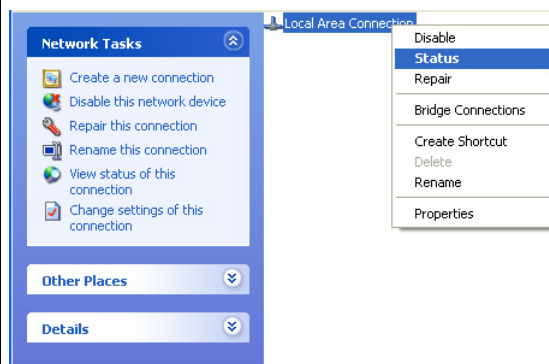 Network Tasks
Create a new connection
Disable this network device
Repair this connection
Rename this connection
View status of this
connection
Change settings of this
connection
Other Places
Details
Local Area Connection
Disable
Status
Repair
Bridge Connections
Create Shortcut
Delete
Rename
Properties